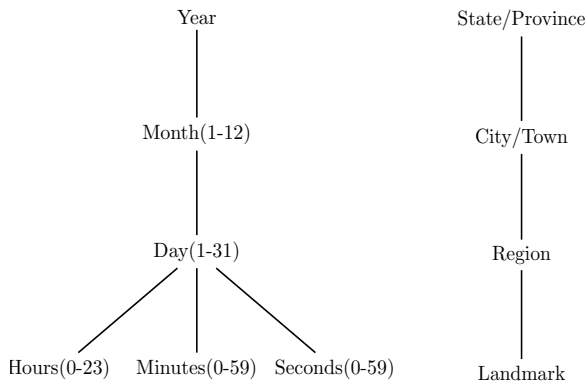 Year
Month(1-12)
Day(1-31)
Hours(0-23) Minutes(0-59) Seconds(0-59)
State/Province
City/Town
Region
Landmark